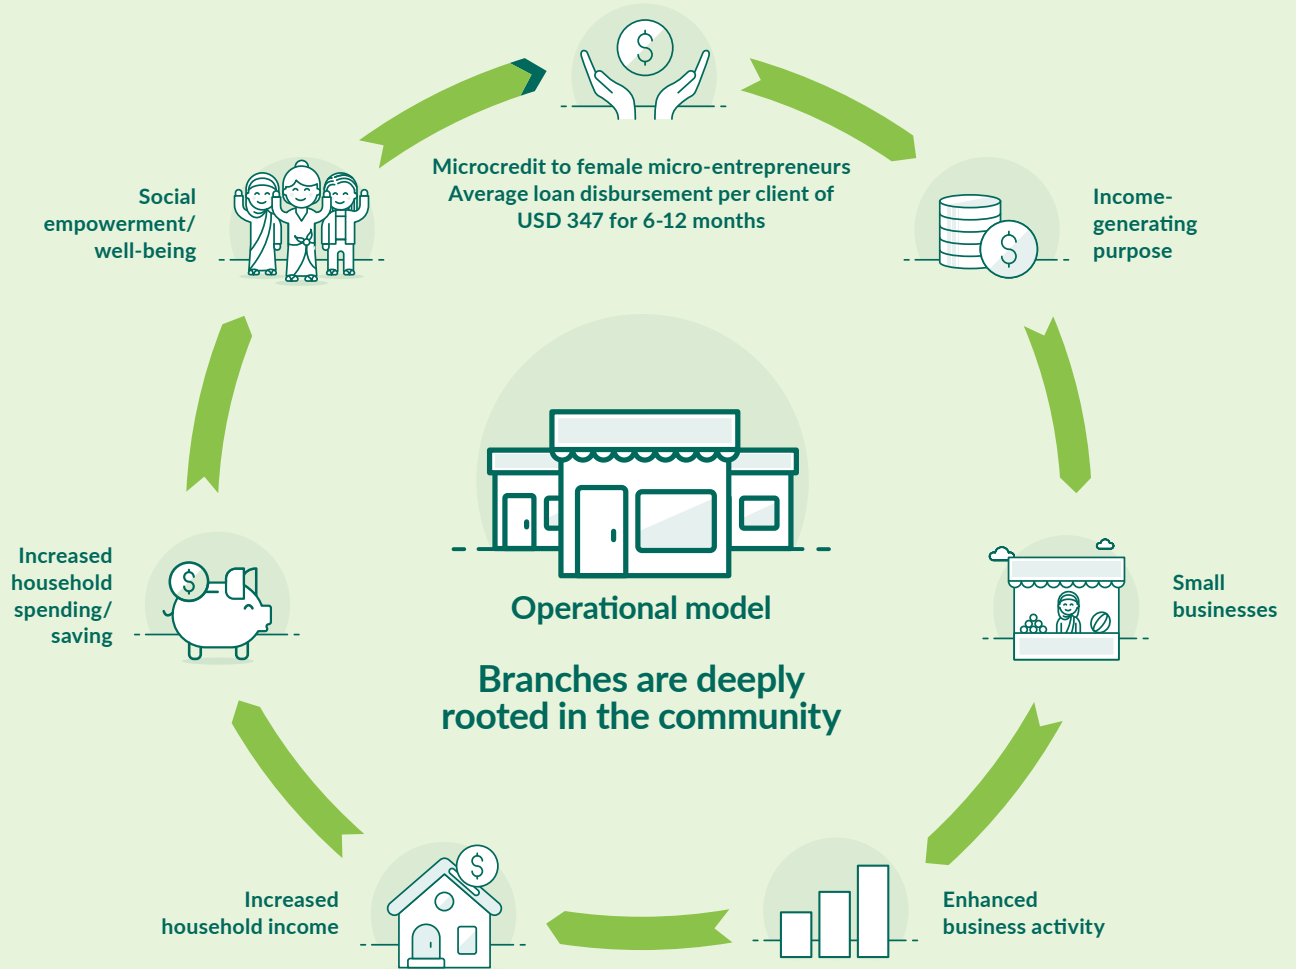 Microcredit to female micro-entrepreneurs
Average loan disbursement per client of
USD 347 for 6-12 months
Income-
generating
purpose
Small
businesses
Enhanced
business activity
Increased
household income
Increased
household
spending/
saving
Social
empowerment/
well-being
Operational model
Branches are deeply
rooted in the community
$
$
$
$